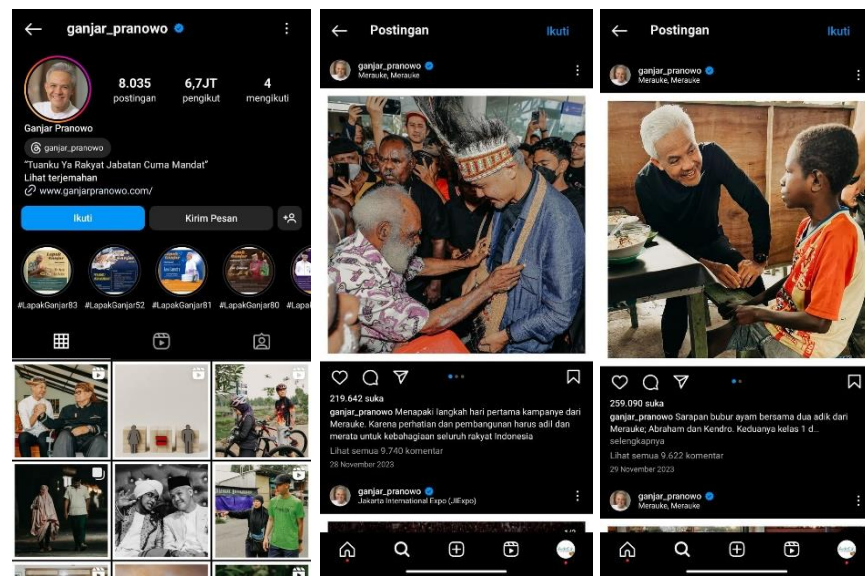 ganjar_pranowo
8.035
postingan
6,7JT
pengikut
4
mengikuti
Ganjar Pranowo
ganjar_pranowo
"Tuanku Ya Rakyat Jabatan Cuma Mandat"
Lihat terjemahan
www.ganjarpranowo.com/
Ikuti
Kirim Pesan
#LapakGanjar83
#LapakGanjar52
#LapakGanjar81
#LapakGanjar80
#Lapa
Postingan
Ikuti
ganjar_pranowo
Merauke, Merauke
219.642 suka
ganjar_pranowo Menapaki langkah hari pertama kampanye dari
Merauke. Karena perhatian dan pembangunan harus adil dan
merata untuk kebahagiaan seluruh rakyat Indonesia
Lihat semua 9.740 komentar
28 November 2023
ganjar_pranowo
Jakarta International Expo (JIExpo)
Postingan
Ikuti
ganjar_pranowo
Merauke, Merauke
259.090 suka
ganjar_pranowo Sarapan bubur ayam bersama dua adik dari
Merauke; Abraham dan Kendro. Keduanya kelas 1 d...
selengkapnya
Lihat semua 9.622 komentar
29 November 2023
ganjar_pranowo
Merauke, Merauke